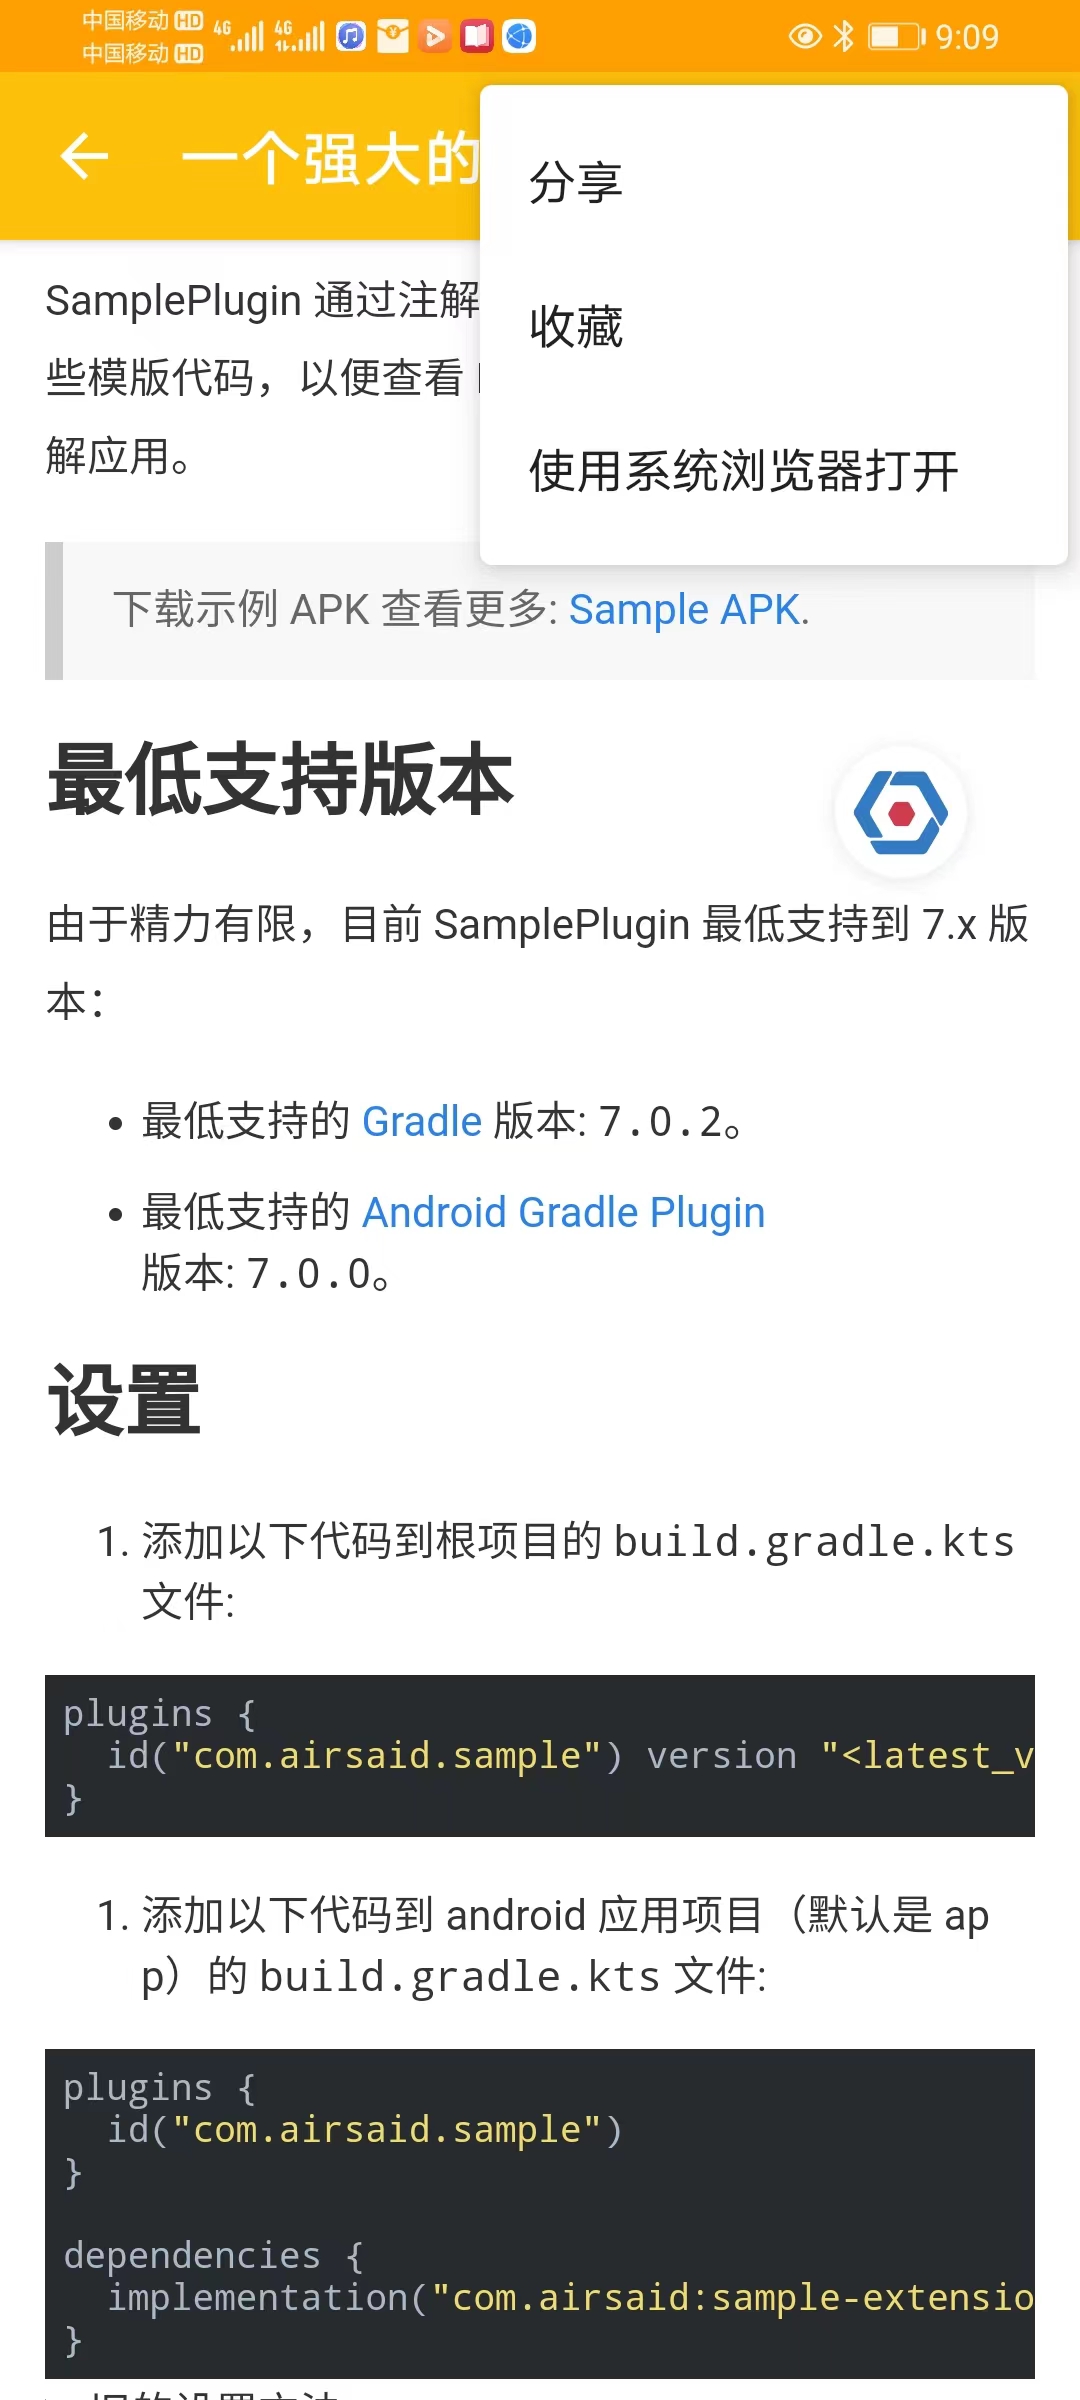 中国移动 HD 4G 4G 9:09
中国移动 HD
一个强大的
分享
收藏
使用系统浏览器打开
SamplePlugin 通过注解
些模版代码，以便查看
解应用。
下载示例 APK 查看更多: Sample APK.
最低支持版本
由于精力有限，目前 SamplePlugin 最低支持到 7.x 版
本：
• 最低支持的 Gradle 版本: 7.0.2。
• 最低支持的 Android Gradle Plugin
版本: 7.0.0。
设置
1. 添加以下代码到根项目的 build.gradle.kts
文件:
plugins {
id("com.airsaid.sample") version "<latest_v
}
1. 添加以下代码到 android 应用项目（默认是 ap
p）的 build.gradle.kts 文件:
plugins {
id("com.airsaid.sample")
}
dependencies {
implementation("com.airsaid:sample-extensio
}
旧的设置方法